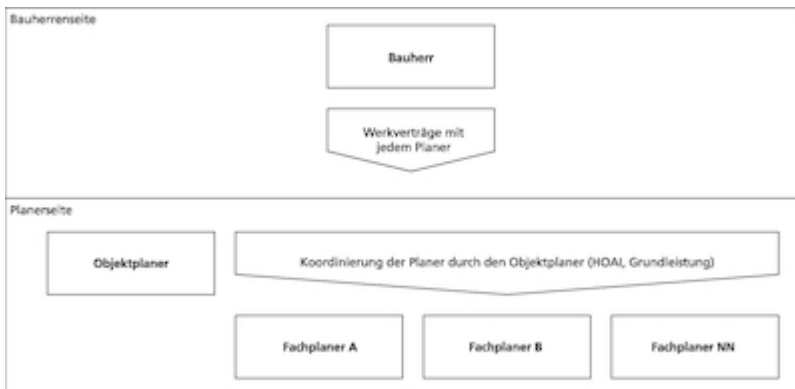 Bauherrenseite
Bauherr
Werkverträge mit
jedem Planer
Planerseite
Objektplaner
Koordinierung der Planer durch den Objektplaner (HOAI, Grundleistung)
Fachplaner A
Fachplaner B
Fachplaner NN